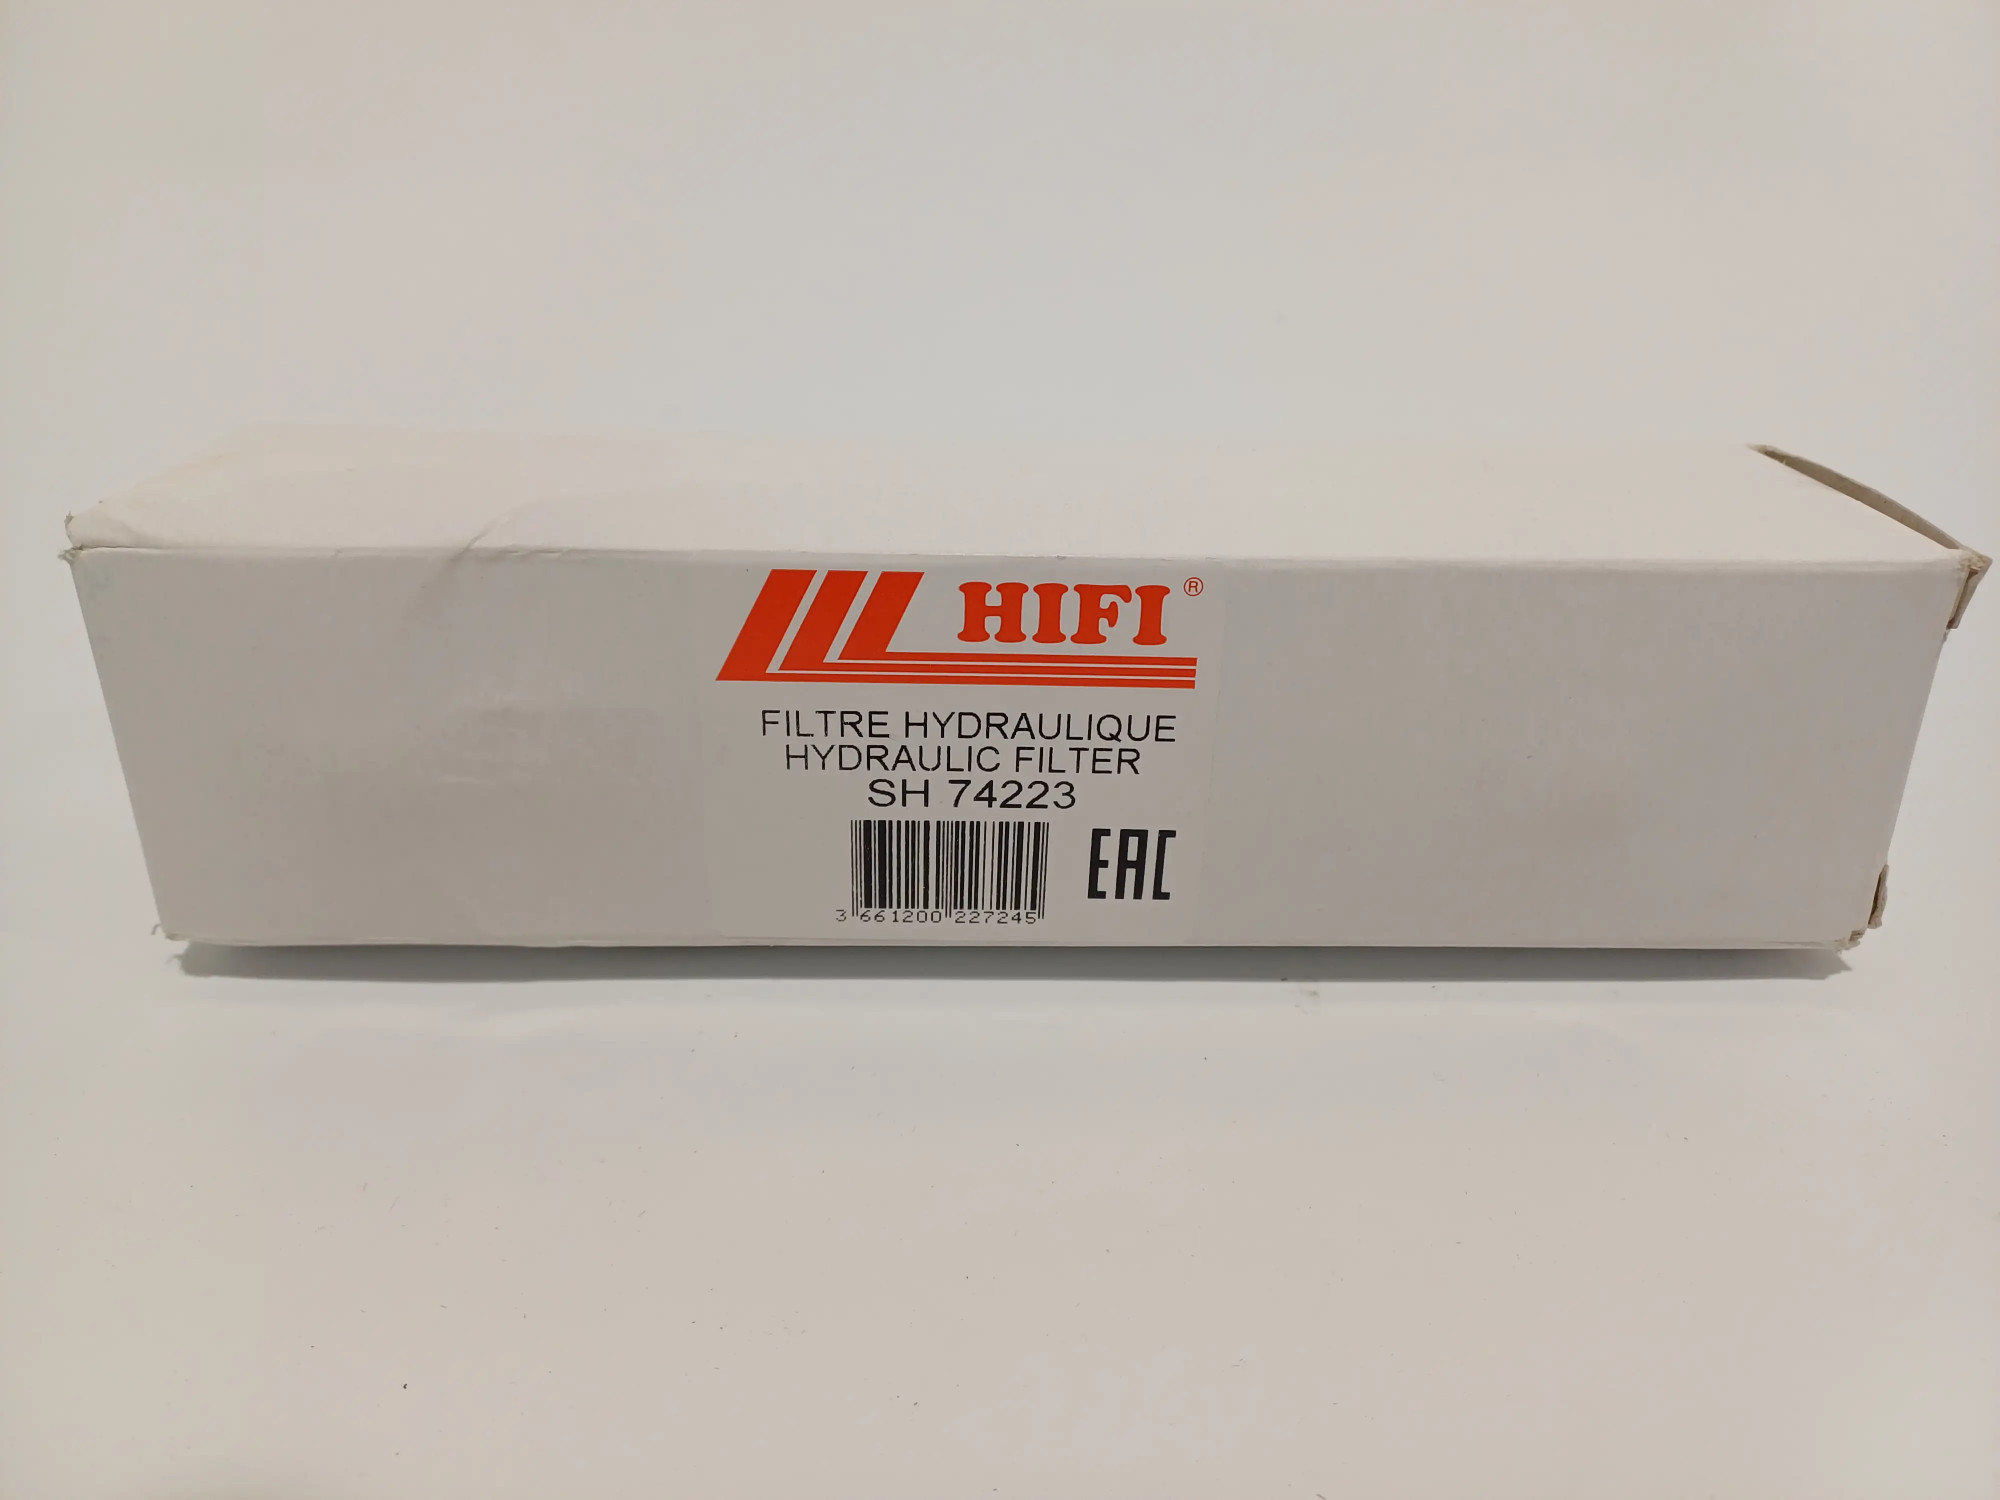 HIFI®
FILTRE HYDRAULIQUE
HYDRAULIC FILTER
SH 74223
3 661200 227245
EAC